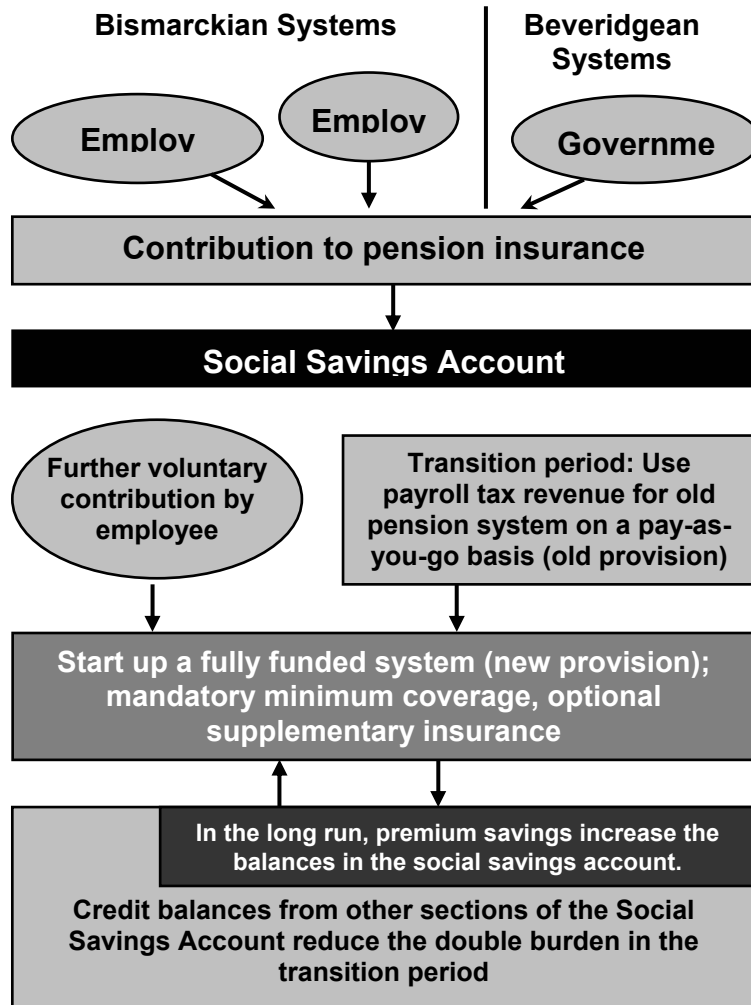 Bismarckian Systems
Beveridgean
Systems
Employ
Employ
Governme
Contribution to pension insurance
Social Savings Account
Further voluntary
contribution by
employee
Transition period: Use
payroll tax revenue for old
pension system on a pay-as-
you-go basis (old provision)
Start up a fully funded system (new provision);
mandatory minimum coverage, optional
supplementary insurance
In the long run, premium savings increase the
balances in the social savings account.
Credit balances from other sections of the Social
Savings Account reduce the double burden in the
transition period